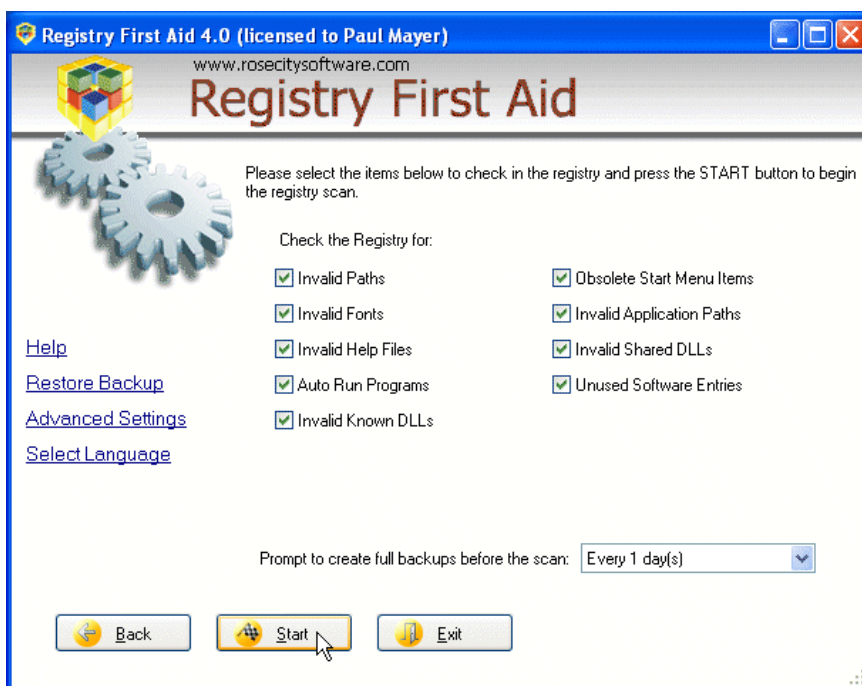 Registry First Aid 4.0 (licensed to Paul Mayer)
www.rosecitysoftware.com
Registry First Aid
Please select the items below to check in the registry and press the START button to begin
the registry scan.
Check the Registry for:
Invalid Paths
Invalid Fonts
Invalid Help Files
Auto Run Programs
Invalid Known DLLs
Obsolete Start Menu Items
Invalid Application Paths
Invalid Shared DLLs
Unused Software Entries
Help
Restore Backup
Advanced Settings
Select Language
Prompt to create full backups before the scan:
Every 1 day(s)
Back
Start
Exit